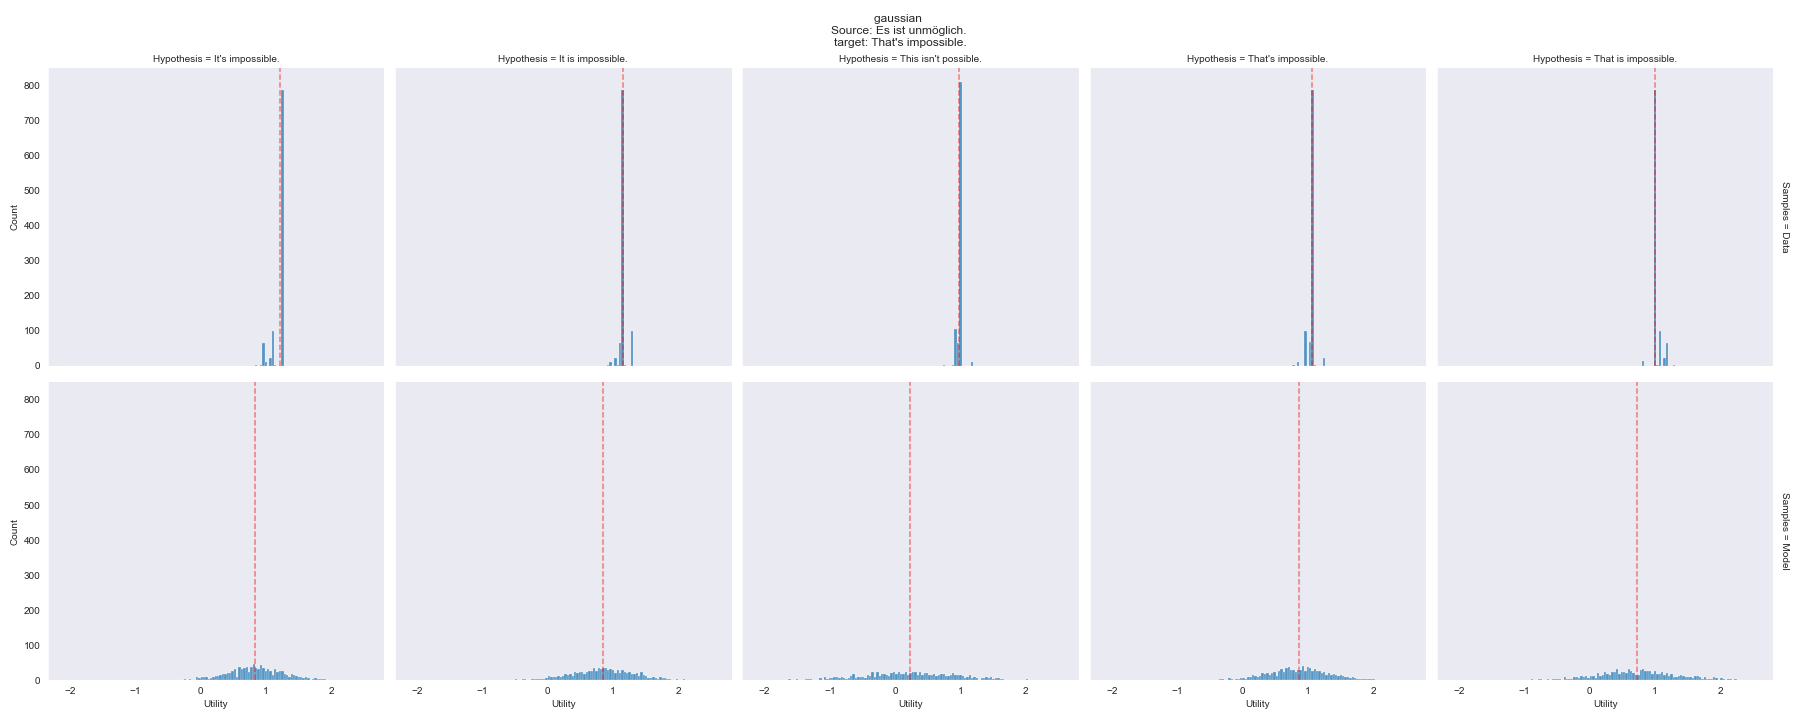 gaussian
Source: Es ist unmöglich.
target: That's impossible.
Hypothesis = It's impossible.
Hypothesis = It is impossible.
Hypothesis = This isn't possible.
Hypothesis = That's impossible.
Hypothesis = That is impossible.
800
700
600
500
400
300
200
100
0
Count
Samples = Data
800
700
600
500
400
300
200
100
0
Count
Samples = Model
−2 −1 0 1 2
−2 −1 0 1 2
−2 −1 0 1 2
−2 −1 0 1 2
−2 −1 0 1 2
Utility
Utility
Utility
Utility
Utility